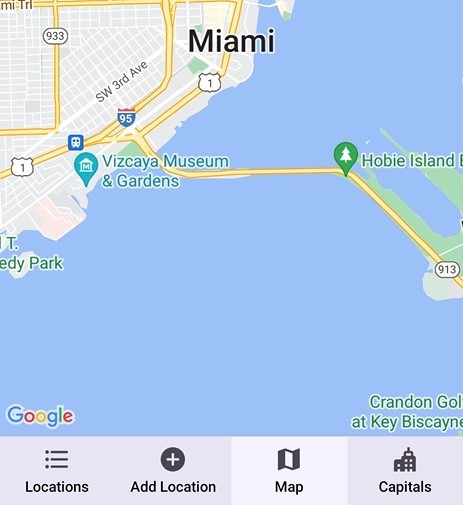 mi Trl
933
Miami
SW 3rd Ave
1
95
Vizcaya Museum
& Gardens
Hobie Island B
1
l T.
edy Park
913
Google
Crandon Gol
at Key Biscayne
Locations
Add Location
Map
Capitals